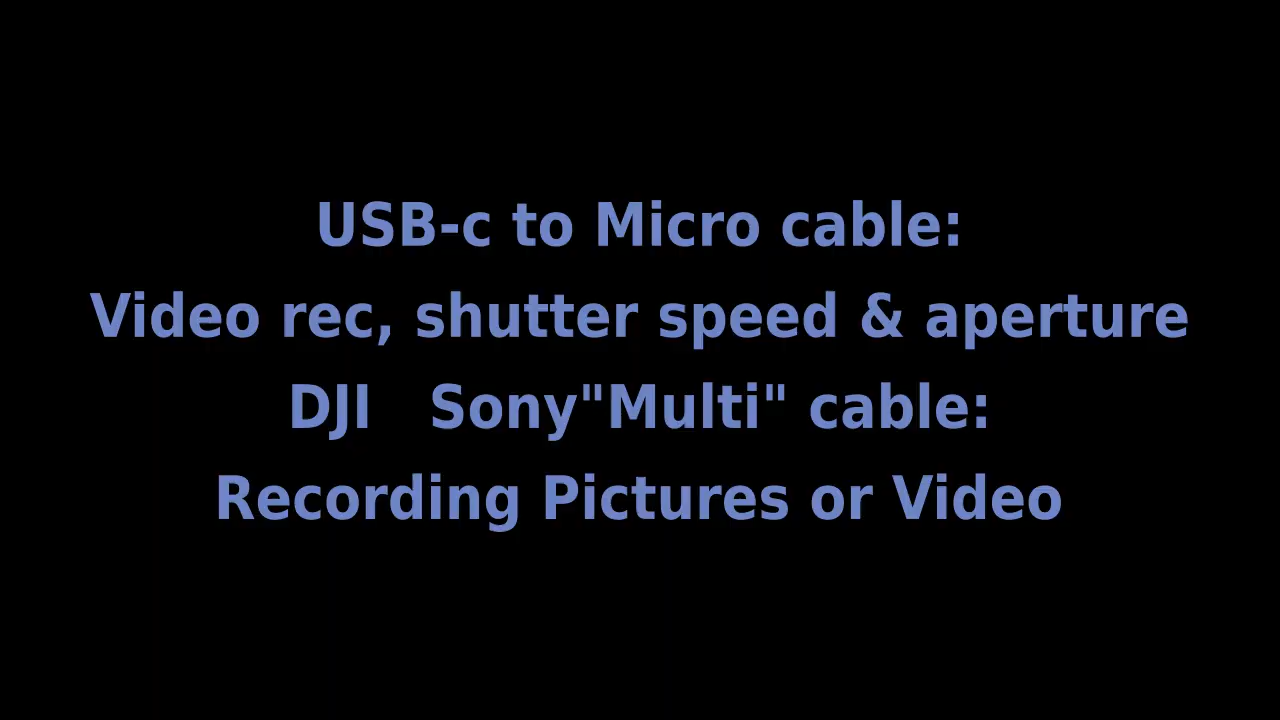 USB-c to Micro cable:
Video rec, shutter speed & aperture
DJI   Sony"Multi" cable:
Recording Pictures or Video